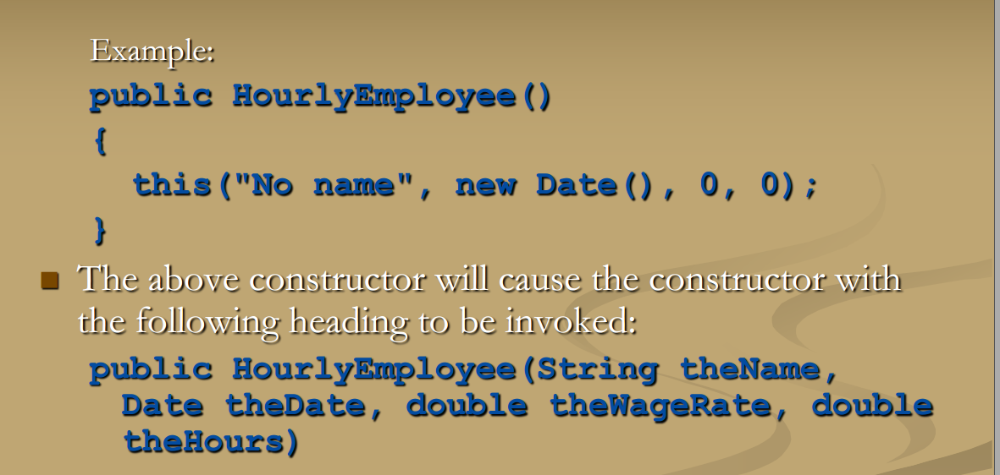 Example:
public HourlyEmployee()
{
this("No name", new Date(), 0, 0);
}
The above constructor will cause the constructor with
the following heading to be invoked:
public HourlyEmployee(String theName,
Date theDate, double theWageRate, double
theHours)